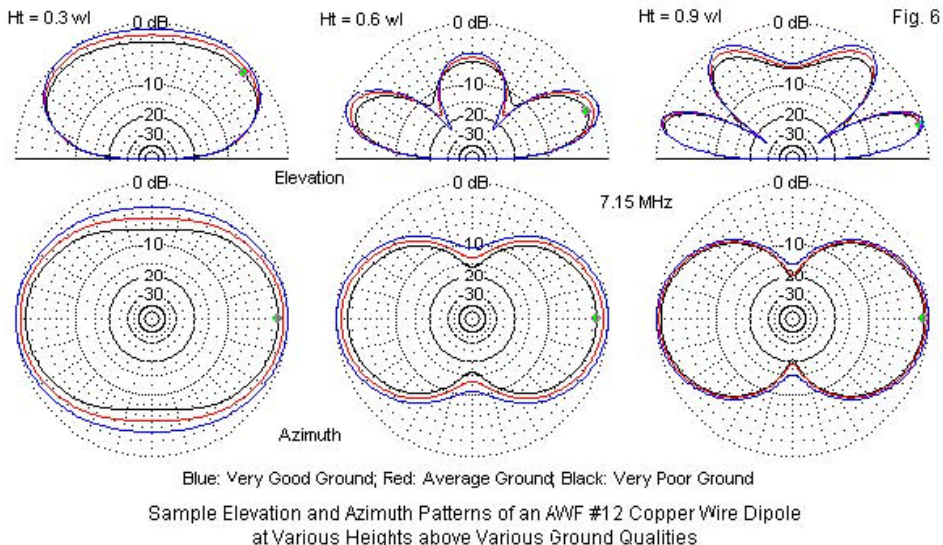 Ht = 0.3 wl
0 dB
Ht = 0.6 wl
0 dB
Ht = 0.9 wl
0 dB
Fig. 6
-10
-20
-30
-10
-20
-30
-10
-20
-30
Elevation
0 dB
0 dB
0 dB
7.15 MHz
-10
-20
-30
-10
-20
-30
-10
-20
-30
Azimuth
Blue: Very Good Ground; Red: Average Ground; Black: Very Poor Ground
Sample Elevation and Azimuth Patterns of an AWF #12 Copper Wire Dipole
at Various Heights above Various Ground Qualities